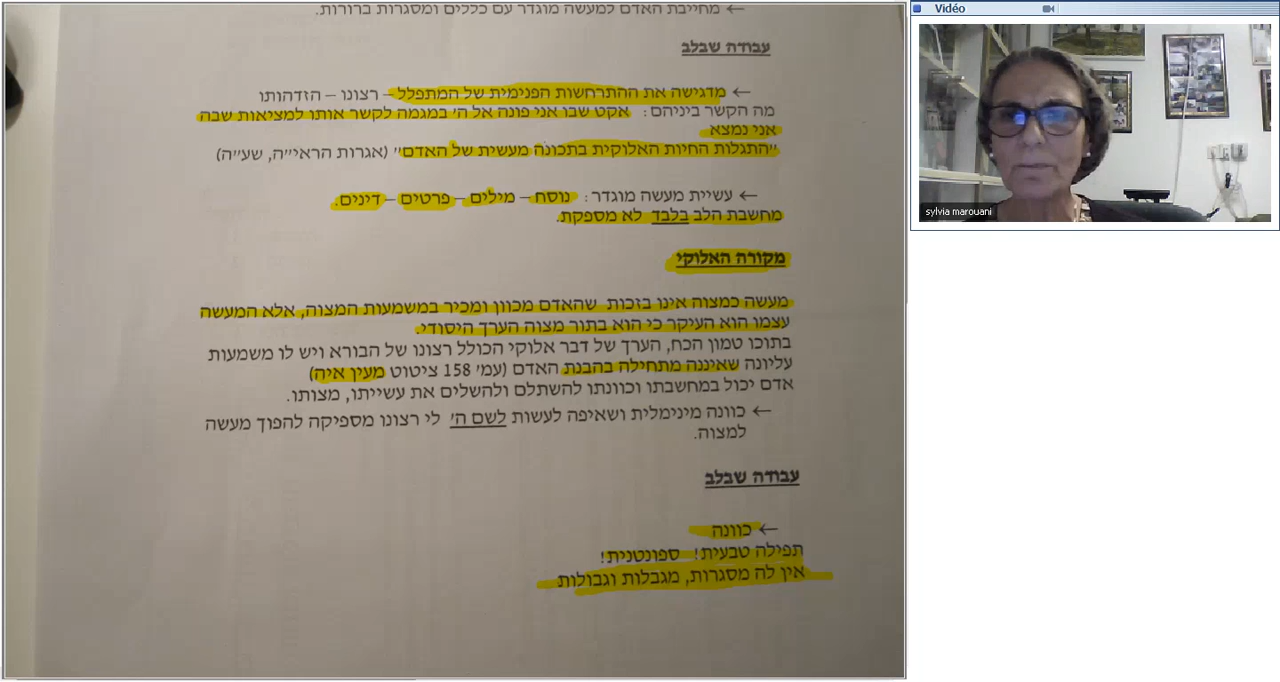 ← מחייבת האדם למעשה מוגדר עם כללים ומסגרות ברורות.
עבודה שבלב
← מדגישה את ההתרחשות הפנימית של המתפלל – רצונו – הזדהותו
מה הקשר ביניהם : אקט שבו אני פונה אל ה׳ במגמה לקשר אותו למציאות שבה
אני נמצא
״התגלות החיות האלוקית בתכונה מעשית של האדם״ (אגרות הראי״ה, שע״ה)
← עשיית מעשה מוגדר : נוסח – מילים – פרטים – דינים.
מחשבת הלב בלבד לא מספקת.
מקורה האלוקי
מעשה כמצוה אינו בזכות שהאדם מכוון ומכיר במשמעות המצוה, אלא המעשה
עצמו הוא העיקר כי הוא בתור מצוה הערך היסודי.
בתוכו טמון הכח, הערך של דבר אלוקי הכולל רצונו של הבורא ויש לו משמעות
עליונה שאיננה מתחילה בהבנת האדם (עמ׳ 158 ציטוט מעין איה)
אדם יכול במחשבתו וכוונתו להשתלם ולהשלים את עשייתו, מצותו.
← כוונה מינימלית ושאיפה לעשות לשם ה׳ לי רצונו מספיקה להפוך מעשה
למצוה.
עבודה שבלב
← כוונה
תפילה טבעית! ספונטנית!
אין לה מסגרות, מגבלות וגבולות
Vidéo
sylvia marouani